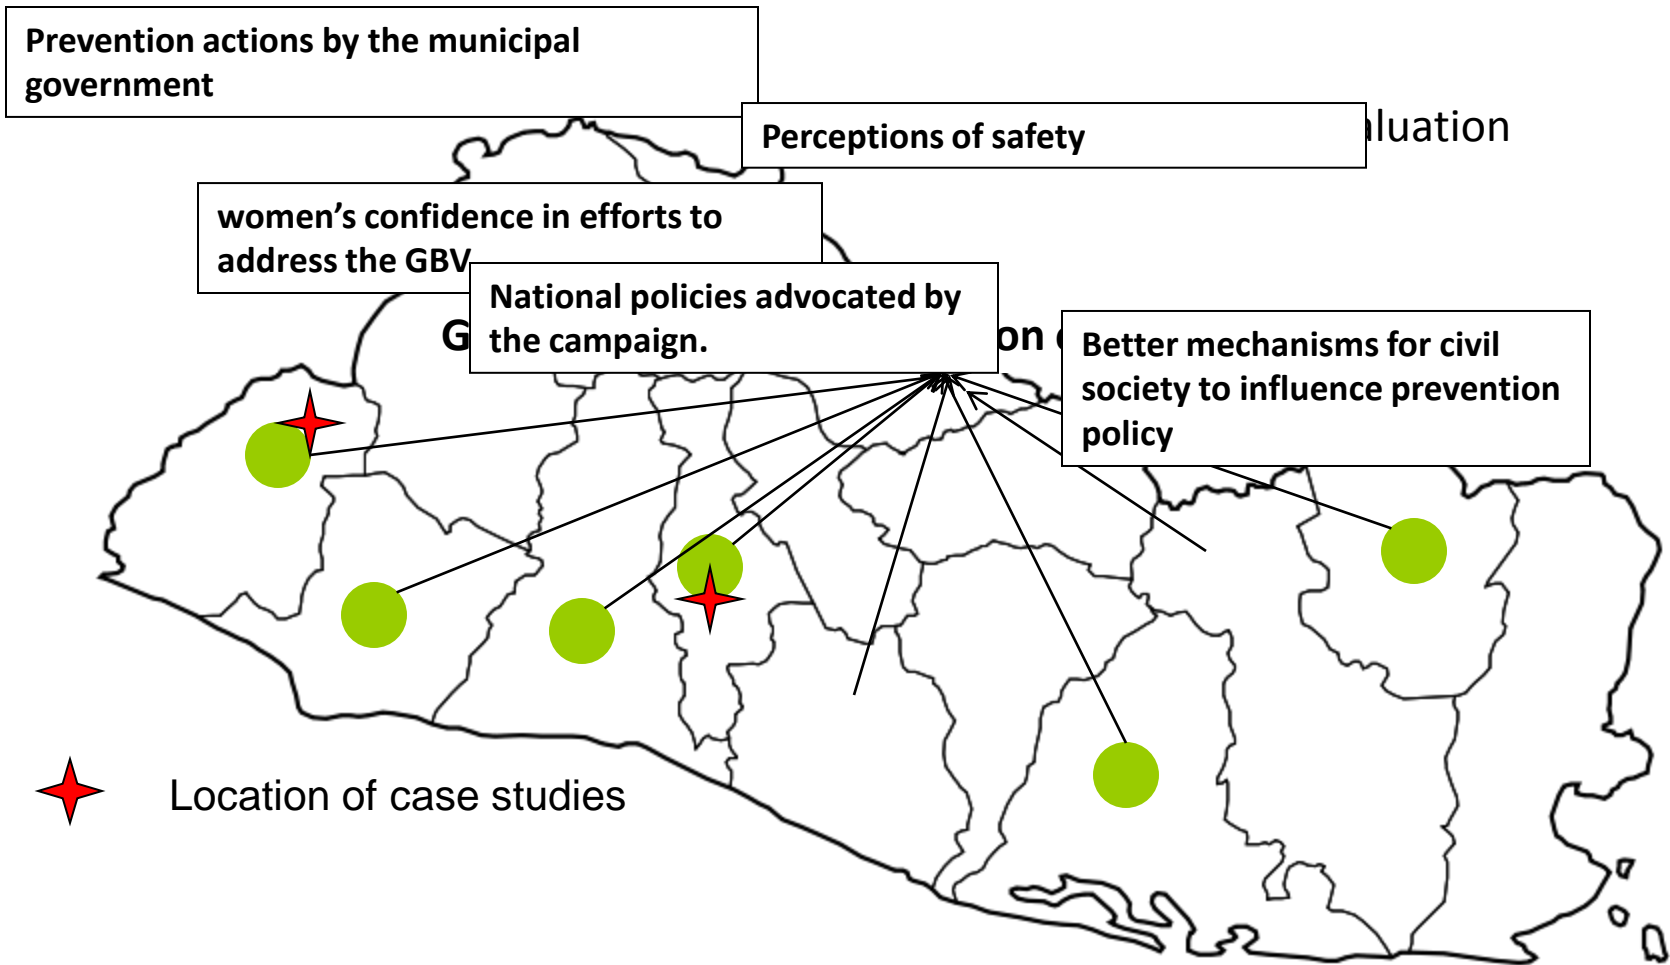 Prevention actions by the municipal
government
Perceptions of safety
luation
women's confidence in efforts to
address the GBV
National policies advocated by
the campaign.
G
on
Better mechanisms for civil
society to influence prevention
policy
Location of case studies